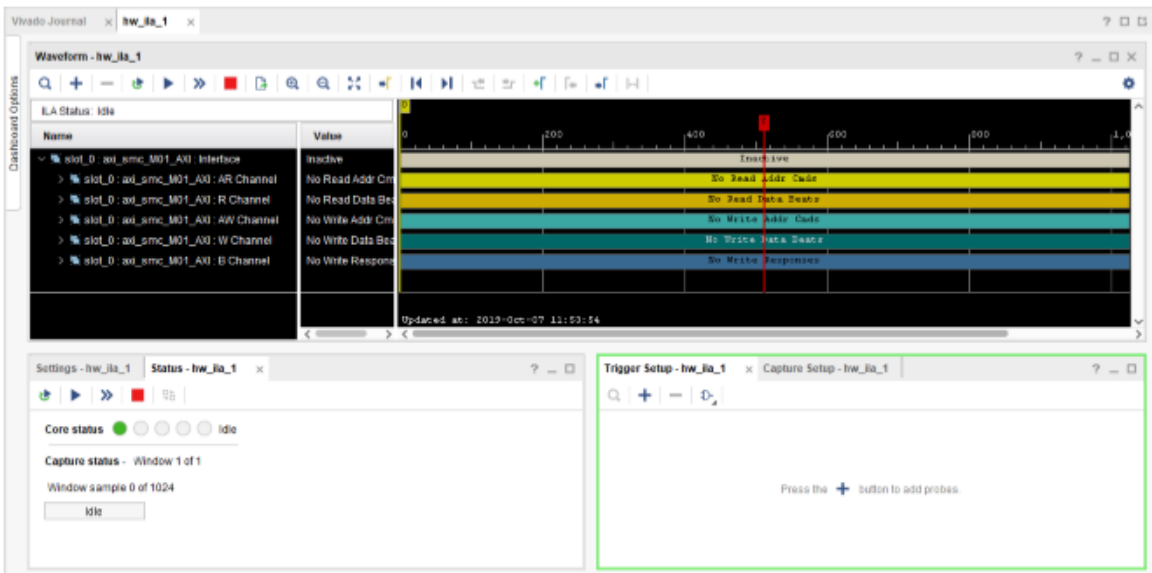 Vivado Journal × hw_ila_1 ×
Dashboard Options
Waveform - hw_ila_1
ILA Status: Idle
Name Value
0 200 400 600 800 1,0
slot_0 : axi_smc_M01_AXI : Interface Inactive Inactive
slot_0 : axi_smc_M01_AXI : AR Channel No Read Addr Cm No Read Addr Cmds
slot_0 : axi_smc_M01_AXI : R Channel No Read Data Bea No Read Data Beats
slot_0 : axi_smc_M01_AXI : AW Channel No Write Addr Cm No Write Addr Cmds
slot_0 : axi_smc_M01_AXI : W Channel No Write Data Bea No Write Data Beats
slot_0 : axi_smc_M01_AXI : B Channel No Write Respons No Write Responses
Updated at: 2019-Oct-07 11:53:54
Settings - hw_ila_1 Status - hw_ila_1 ×
Core status Idle
Capture status - Window 1 of 1
Window sample 0 of 1024
Idle
Trigger Setup - hw_ila_1 × Capture Setup - hw_ila_1
Press the + button to add probes.